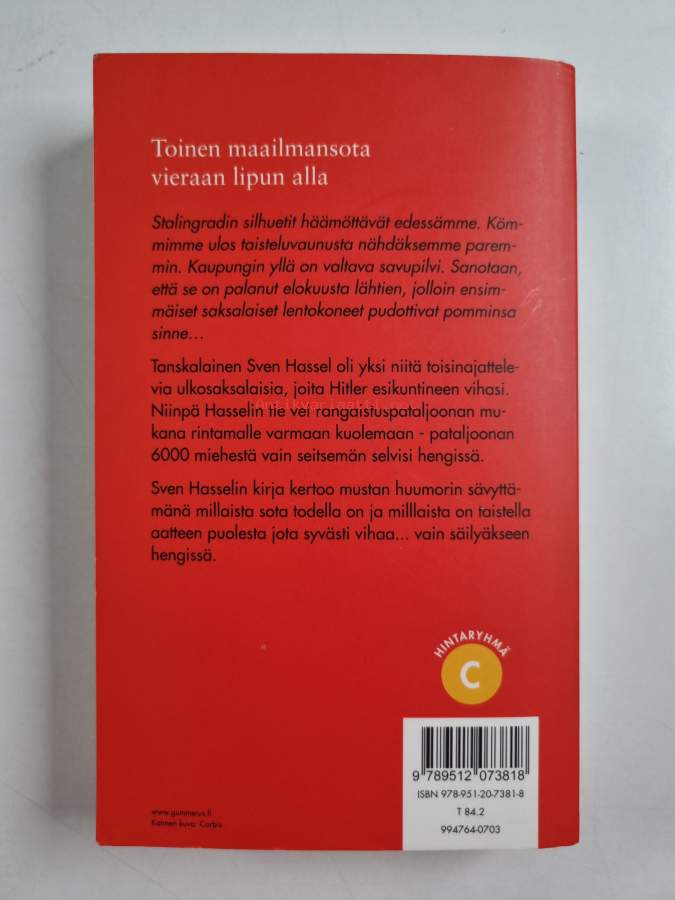 Toinen maailmansota
vieraan lipun alla
Stalingradin silhuetit häämöttävät edessämme. Köm-
mimme ulos taisteluvaunusta nähdäksemme parem-
min. Kaupungin yllä on valtava savupilvi. Sanotaan,
että se on palanut elokuusta lähtien, jolloin ensim-
mäiset saksalaiset lentokoneet pudottivat pomminsa
sinne...
Tanskalainen Sven Hassel oli yksi niitä toisinajattele-
via ulkosaksalaisia, joita Hitler esikuntineen vihasi.
Niinpä Hasselin tie vei rangaistuspataljoonan mu-
kana rintamalle varmaan kuolemaan - pataljoonan
6000 miehestä vain seitsemän selvisi hengissä.
Sven Hasselin kirja kertoo mustan huumorin sävyttä-
mänä millaista sota todella on ja milllaista on taistella
aatteen puolesta jota syvästi vihaa... vain säilyäkseen
hengissä.
HINTARYHMÄ
C
9 789512 073818
ISBN 978-951-20-7381-8
T 84.2
994764-0703
www.gummerus.fi
Kannen kuva: Corbis